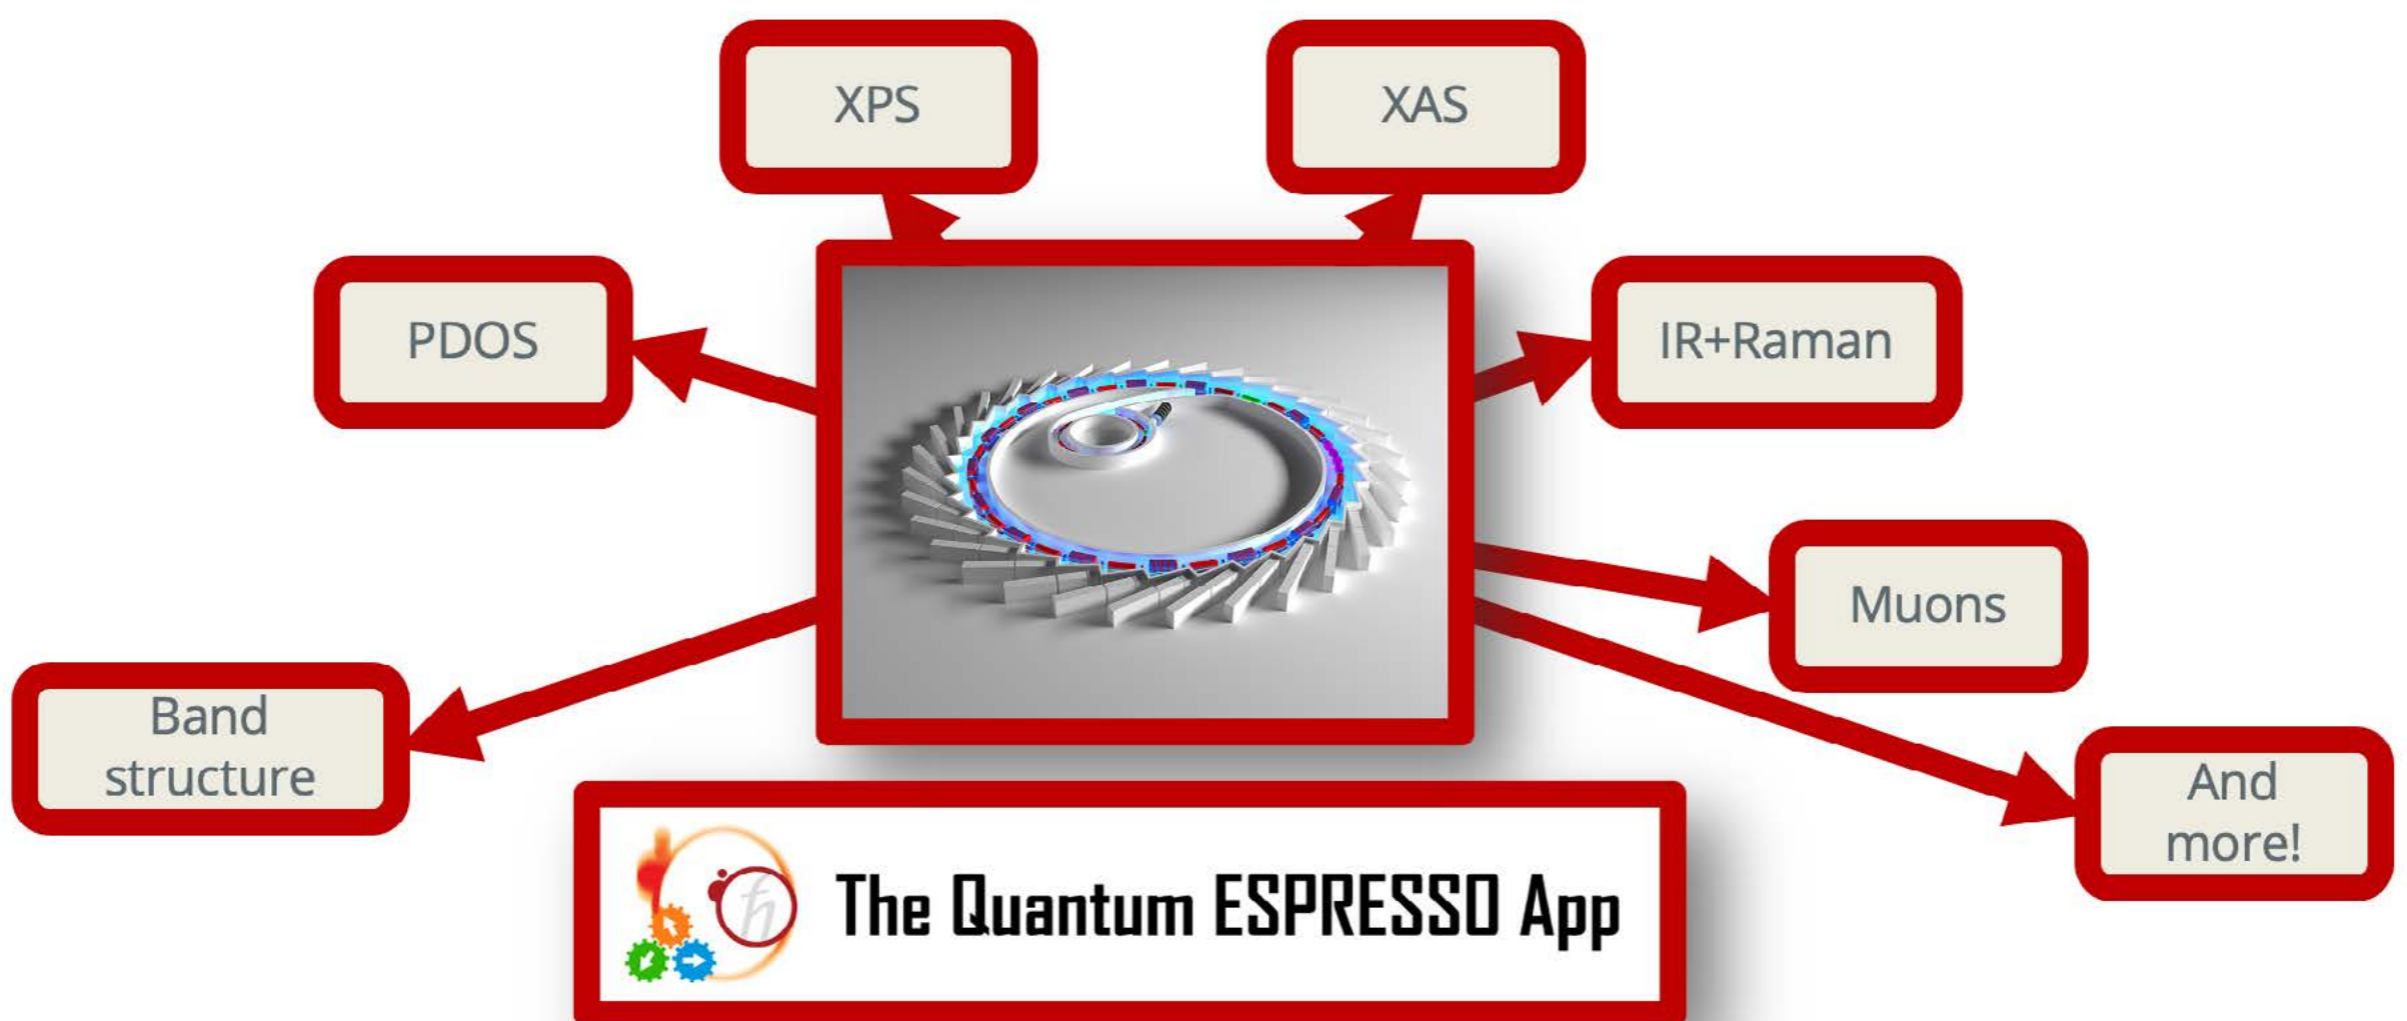 XPS
XAS
PDOS
IR+Raman
Muons
Band
structure
And
more!
ħ
The Quantum ESPRESSO App